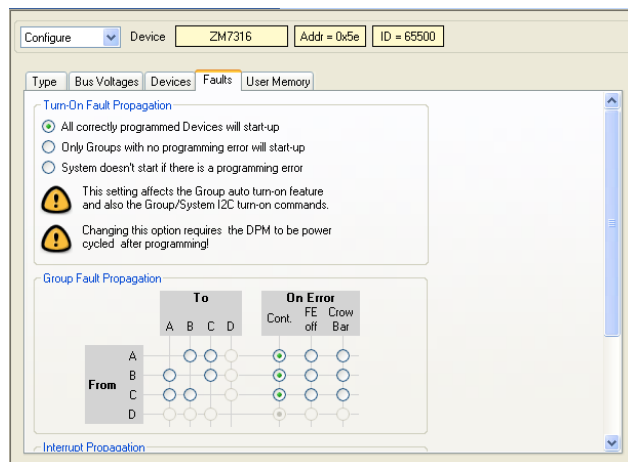 Configure Device ZM7316 Addr = 0x5e ID = 65500
Type Bus Voltages Devices Faults User Memory
Turn-On Fault Propagation
All correctly programmed Devices will start-up
Only Groups with no programming error will start-up
System doesn't start if there is a programming error
This setting affects the Group auto turn-on feature
and also the Group/System I2C turn-on commands.
Changing this option requires the DPM to be power
cycled after programming!
Group Fault Propagation
To On Error
A B C D Cont. FE off Crow Bar
From
A
B
C
D
Interrupt Propagation